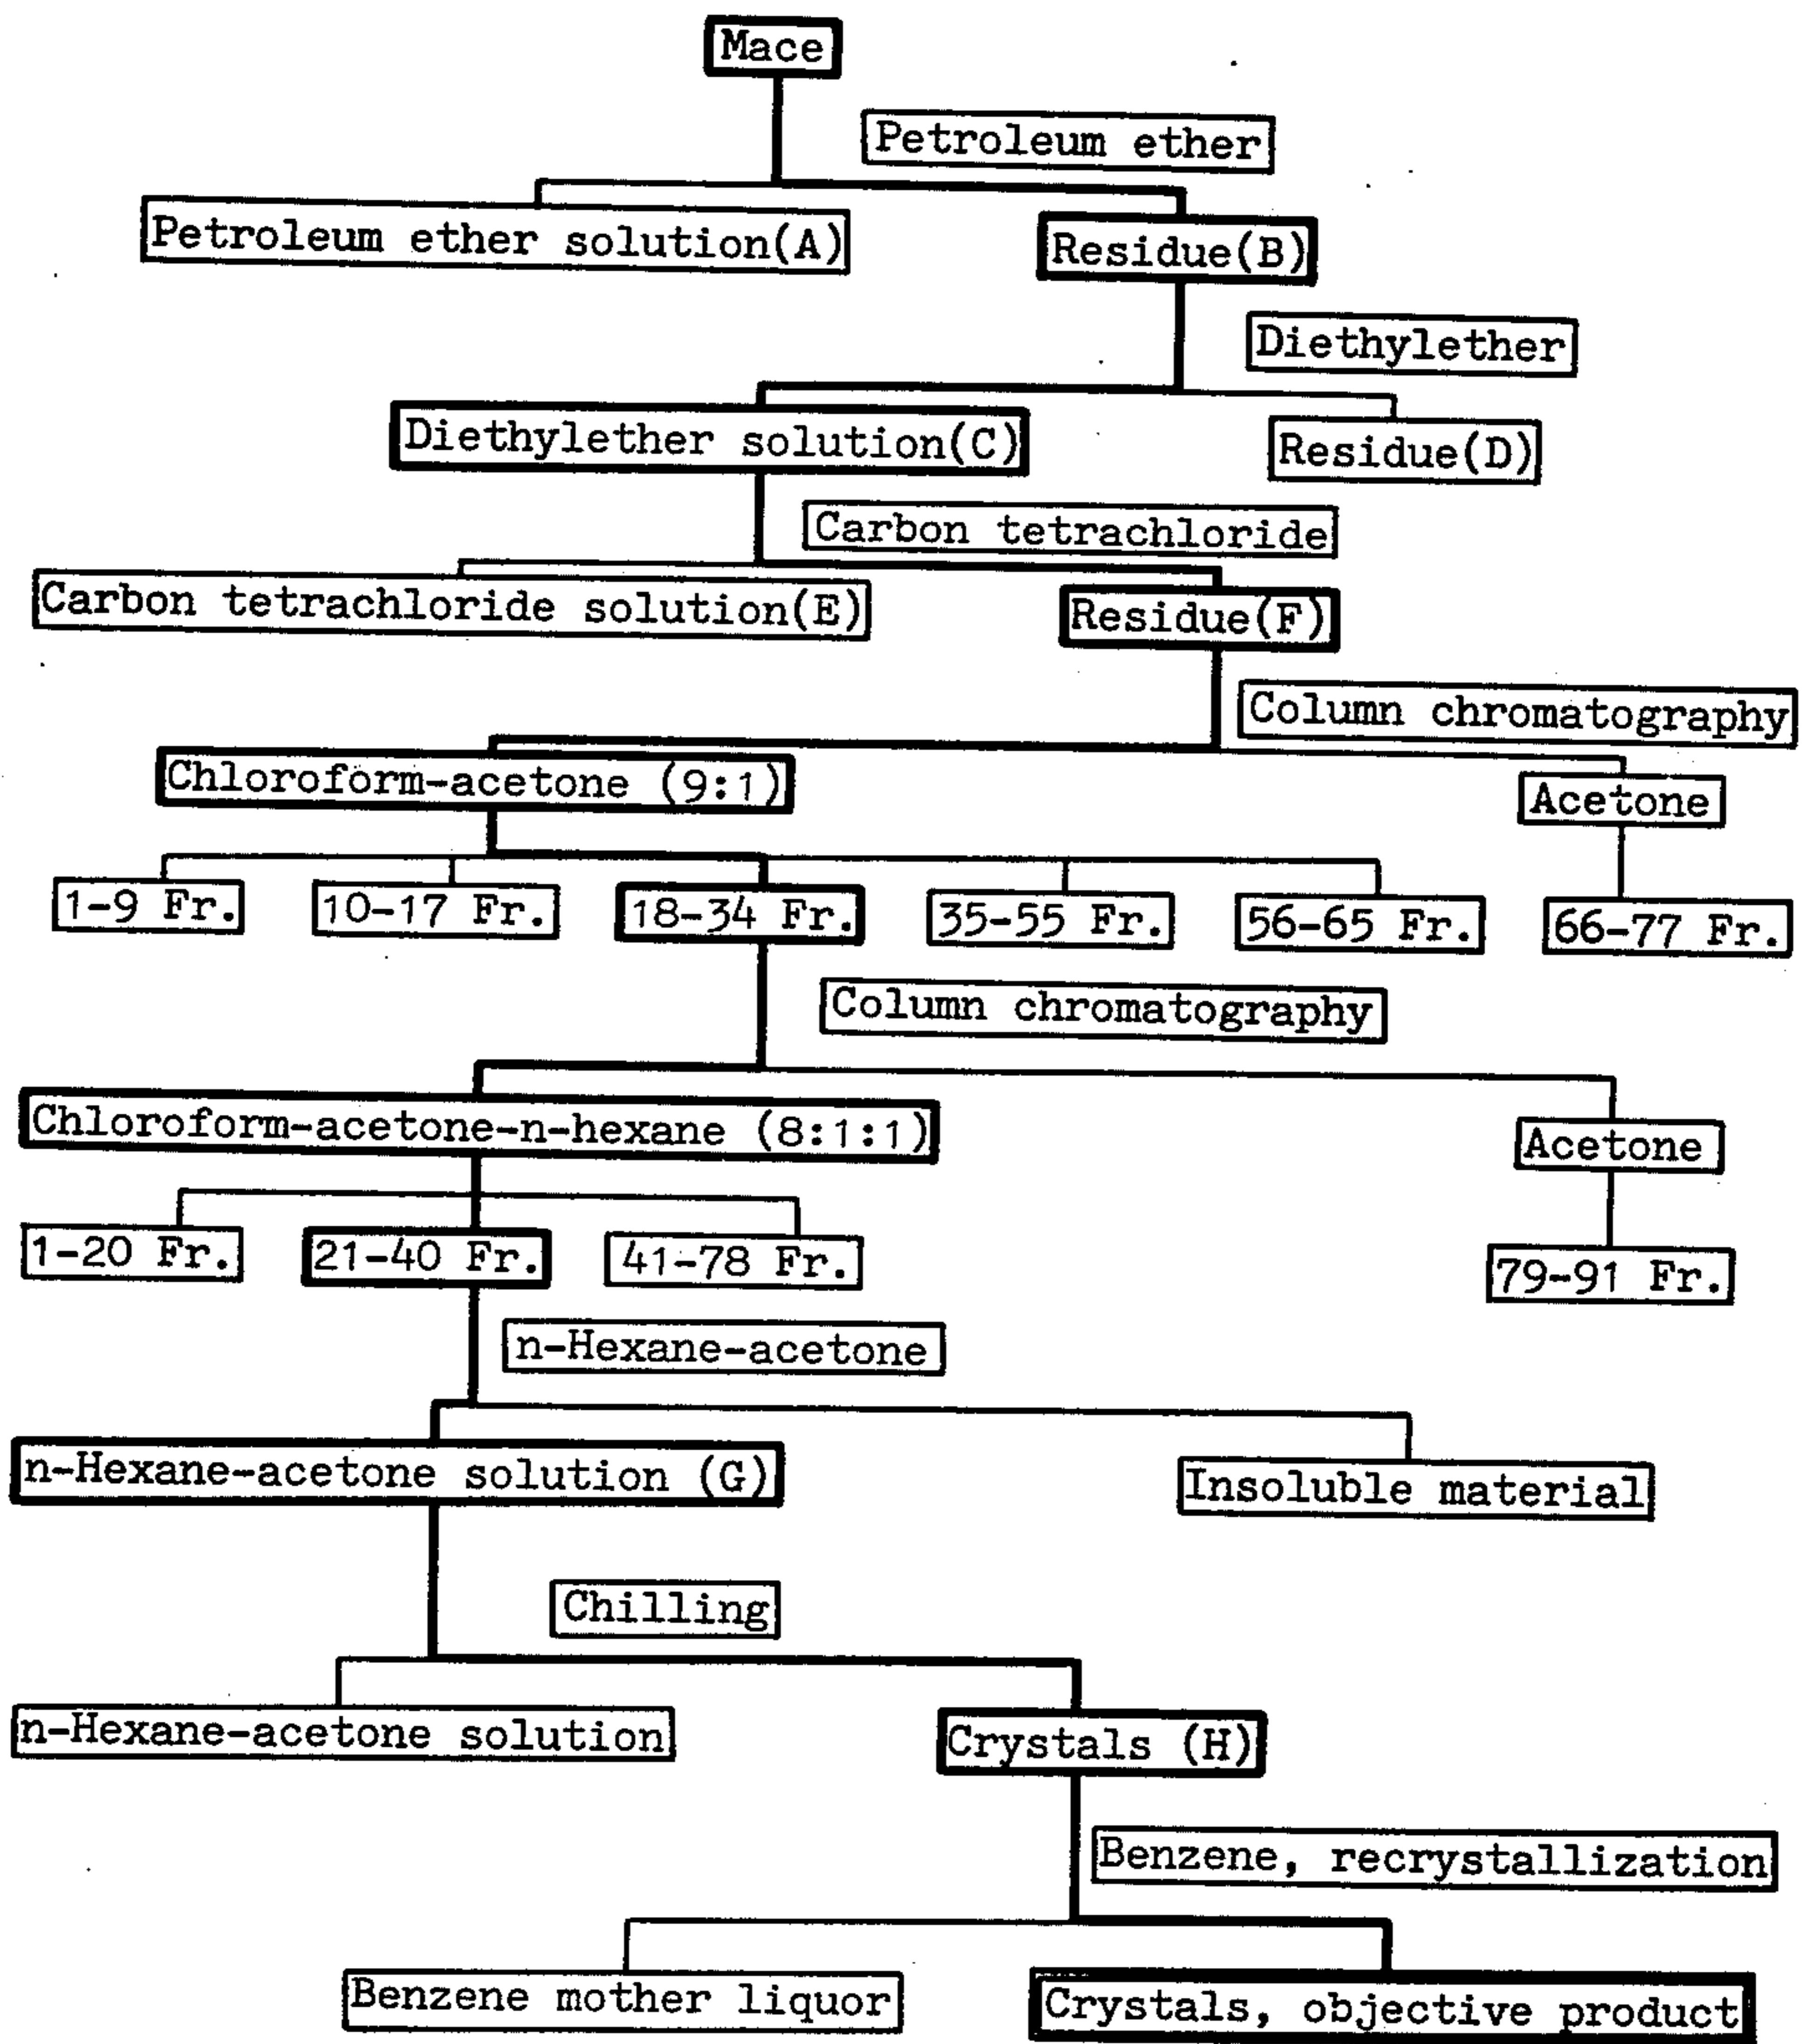 Mace
Petroleum ether
Petroleum ether solution(A)
Residue(B)
Diethylether
Diethylether solution(C)
Residue(D)
Carbon tetrachloride
Carbon tetrachloride solution(E)
Residue(F)
Column chromatography
Chloroform-acetone (9:1)
Acetone
1-9 Fr.
10-17 Fr.
18-34 Fr.
35-55 Fr.
56-65 Fr.
66-77 Fr.
Column chromatography
Chloroform-acetone-n-hexane (8:1:1)
Acetone
1-20 Fr.
21-40 Fr.
41-78 Fr.
79-91 Fr.
n-Hexane-acetone
n-Hexane-acetone solution (G)
Insoluble material
Chilling
n-Hexane-acetone solution
Crystals (H)
Benzene, recrystallization
Benzene mother liquor
Crystals, objective product